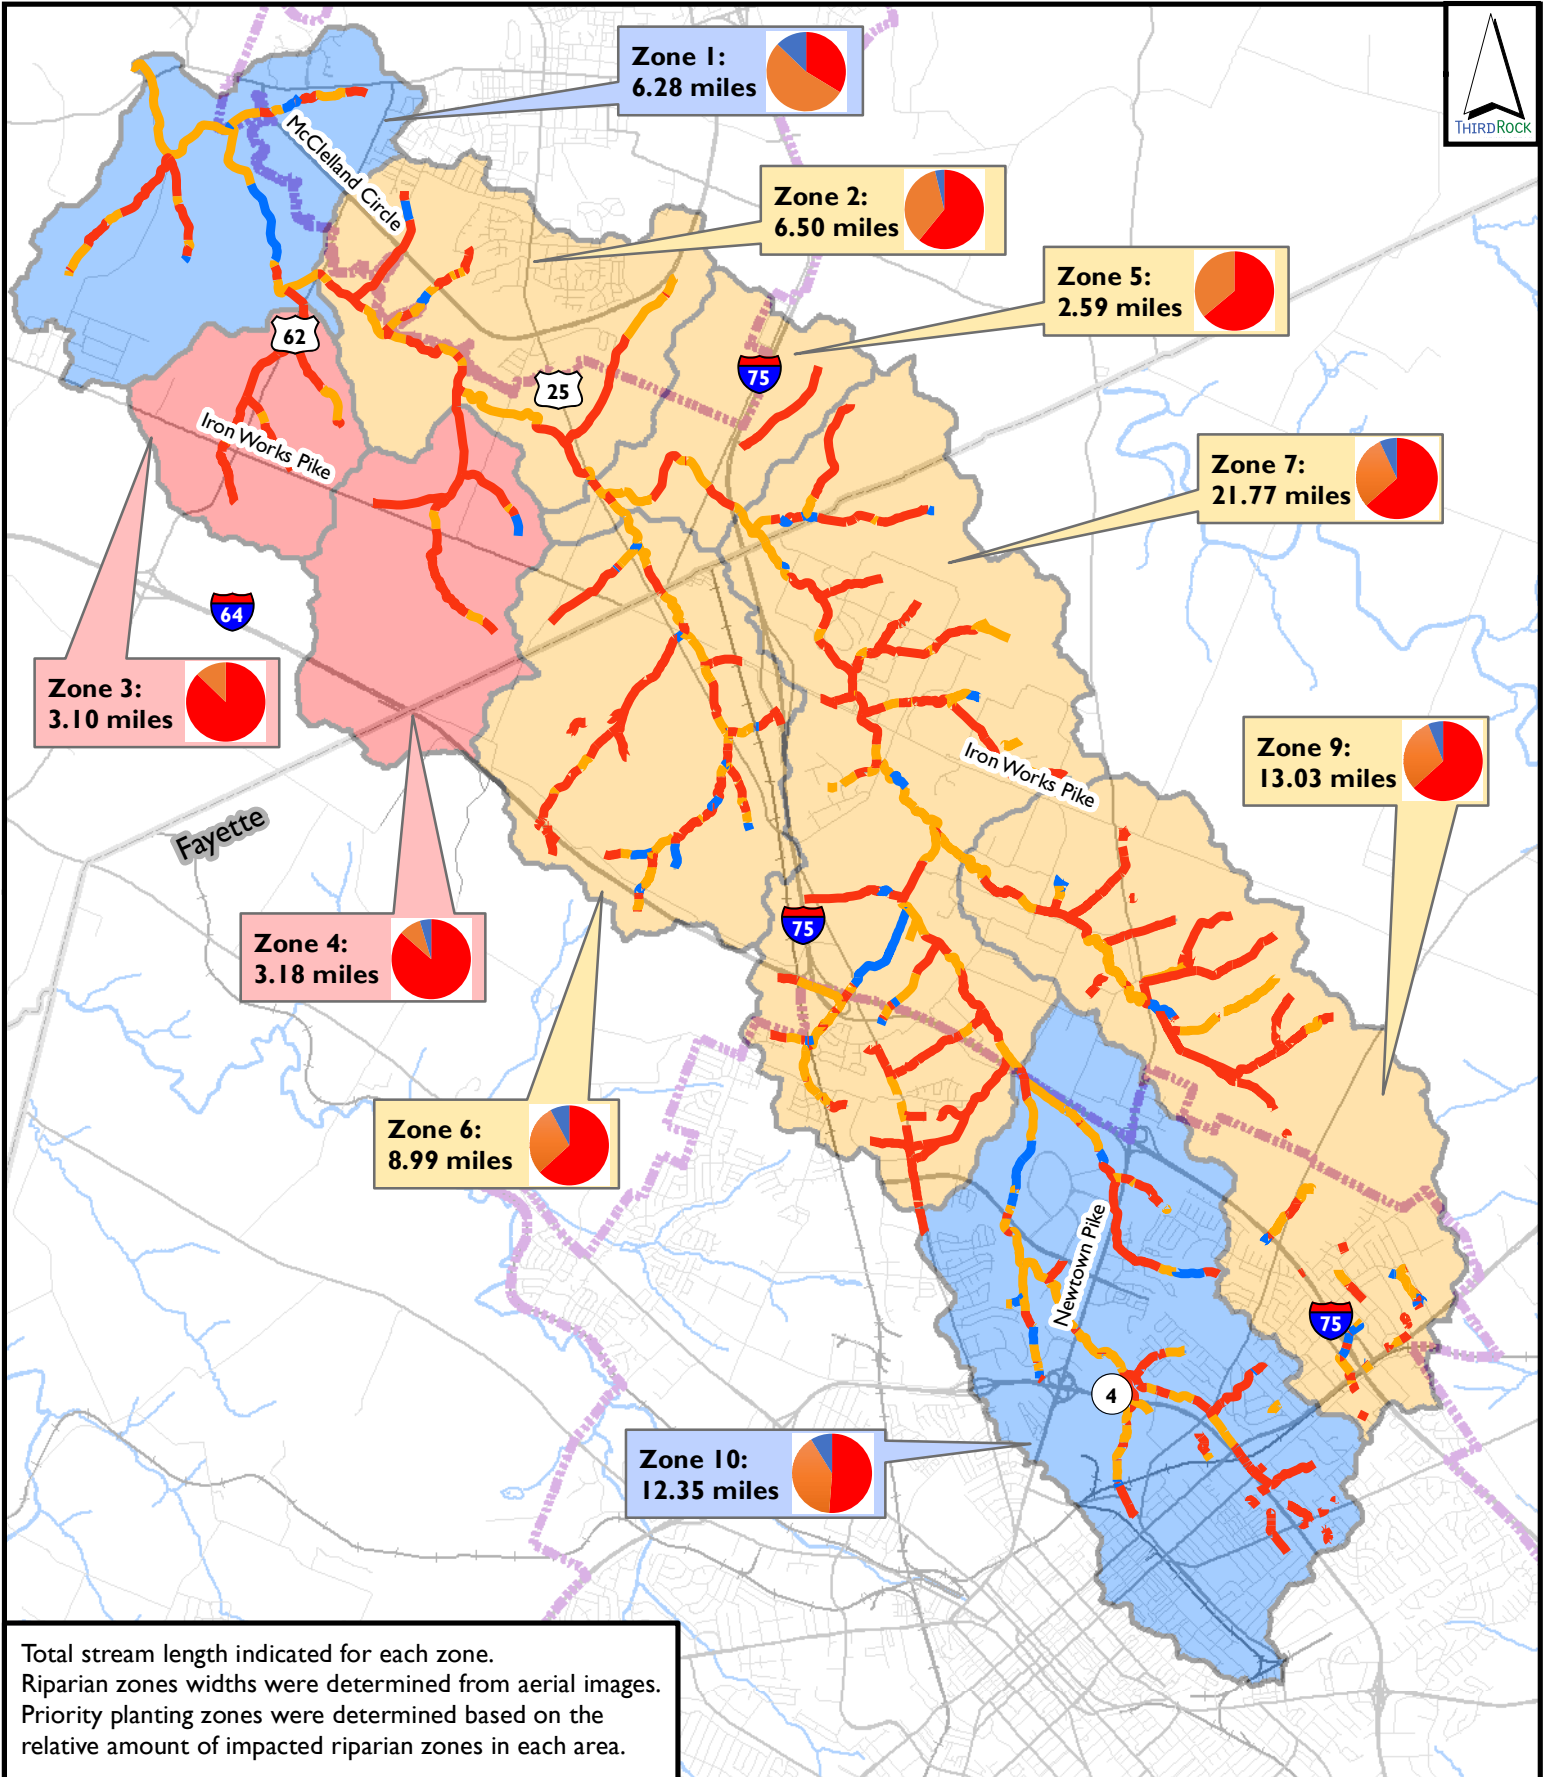 Zone 1:
6.28 miles
THIRDROCK
McClelland Circle
Zone 2:
6.50 miles
Zone 5:
2.59 miles
62
75
25
Iron Works Pike
Zone 7:
21.77 miles
64
Zone 3:
3.10 miles
Iron Works Pike
Zone 9:
13.03 miles
Fayette
Zone 4:
3.18 miles
75
Zone 6:
8.99 miles
Newtown Pike
75
4
Zone 10:
12.35 miles
Total stream length indicated for each zone.
Riparian zones widths were determined from aerial images.
Priority planting zones were determined based on the
relative amount of impacted riparian zones in each area.